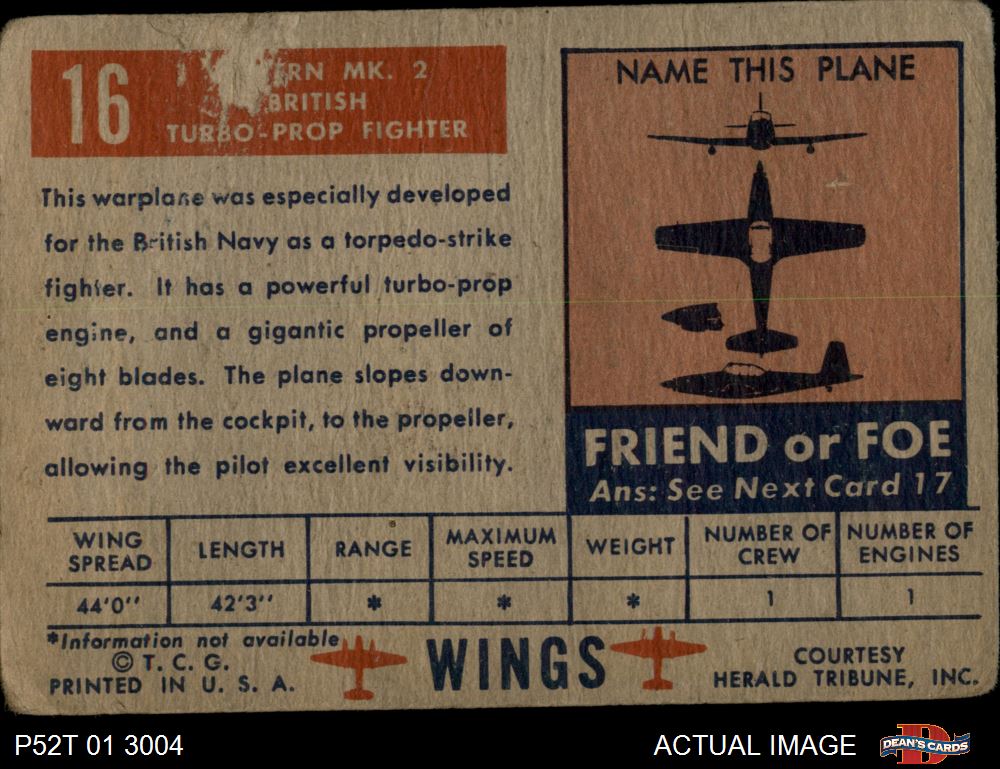 16
MK. 2
BRITISH
TURBO-PROP FIGHTER
This warplane was especially developed
for the British Navy as a torpedo-strike
fighter. It has a powerful turbo-prop
engine, and a gigantic propeller of
eight blades. The plane slopes down-
ward from the cockpit, to the propeller,
allowing the pilot excellent visibility.
NAME THIS PLANE
FRIEND or FOE
Ans: See Next Card 17
WING SPREAD
LENGTH
RANGE
MAXIMUM SPEED
WEIGHT
NUMBER OF CREW
NUMBER OF ENGINES
44'0"
42'3"
*
*
*
1
1
*Information not available
© T. C. G.
PRINTED IN U. S. A.
WINGS
COURTESY
HERALD TRIBUNE, INC.
P52T 01 3004
ACTUAL IMAGE
DEAN'S CARDS